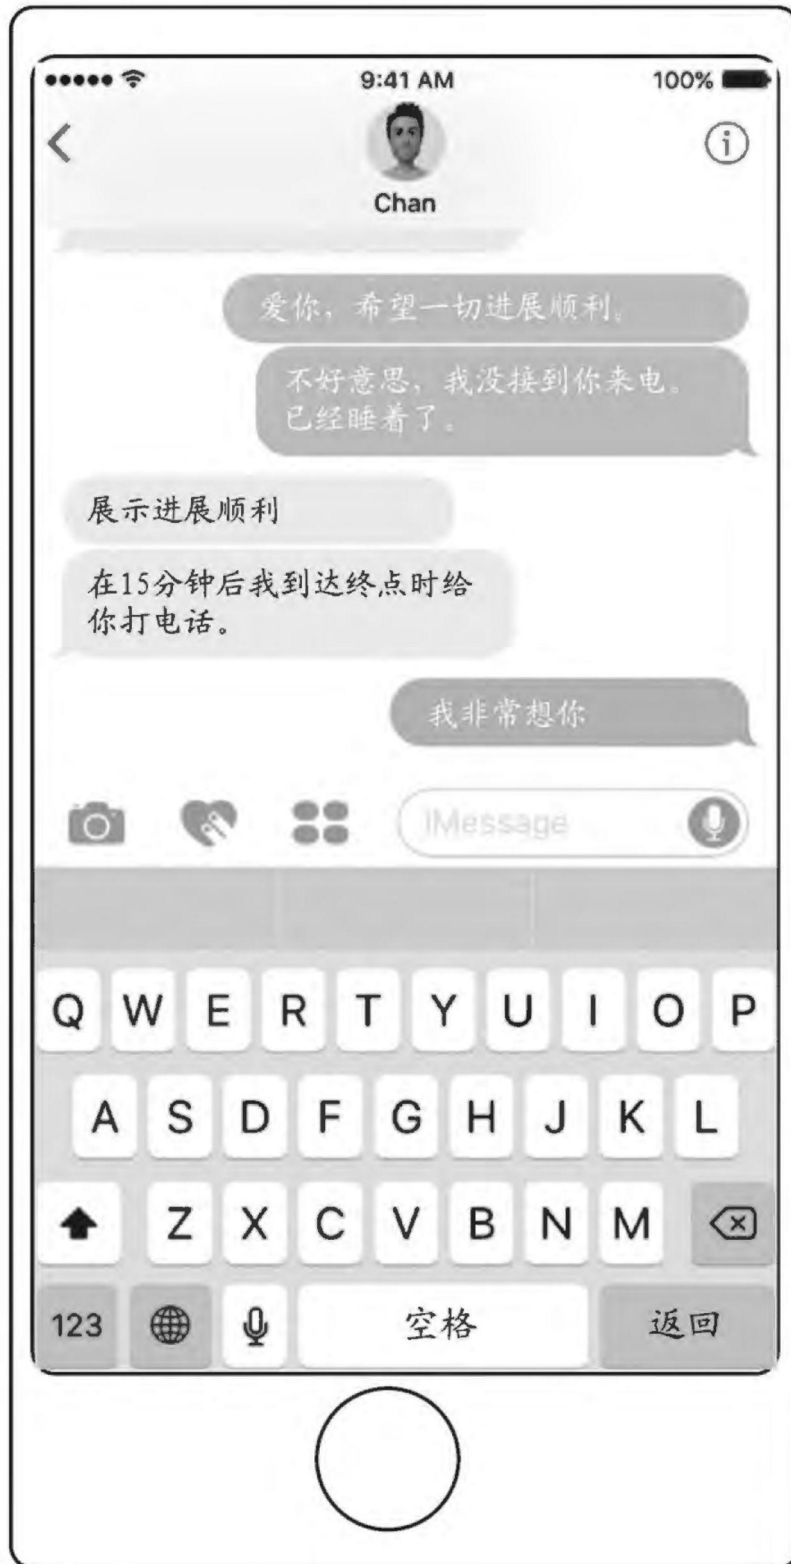 9:41 AM
100%
Chan
爱你，希望一切进展顺利。
不好意思，我没接到你来电。
已经睡着了。
展示进展顺利
在15分钟后我到达终点时给
你打电话。
我非常想你
iMessage
Q W E R T Y U I O P
A S D F G H J K L
Z X C V B N M
123 空格 返回